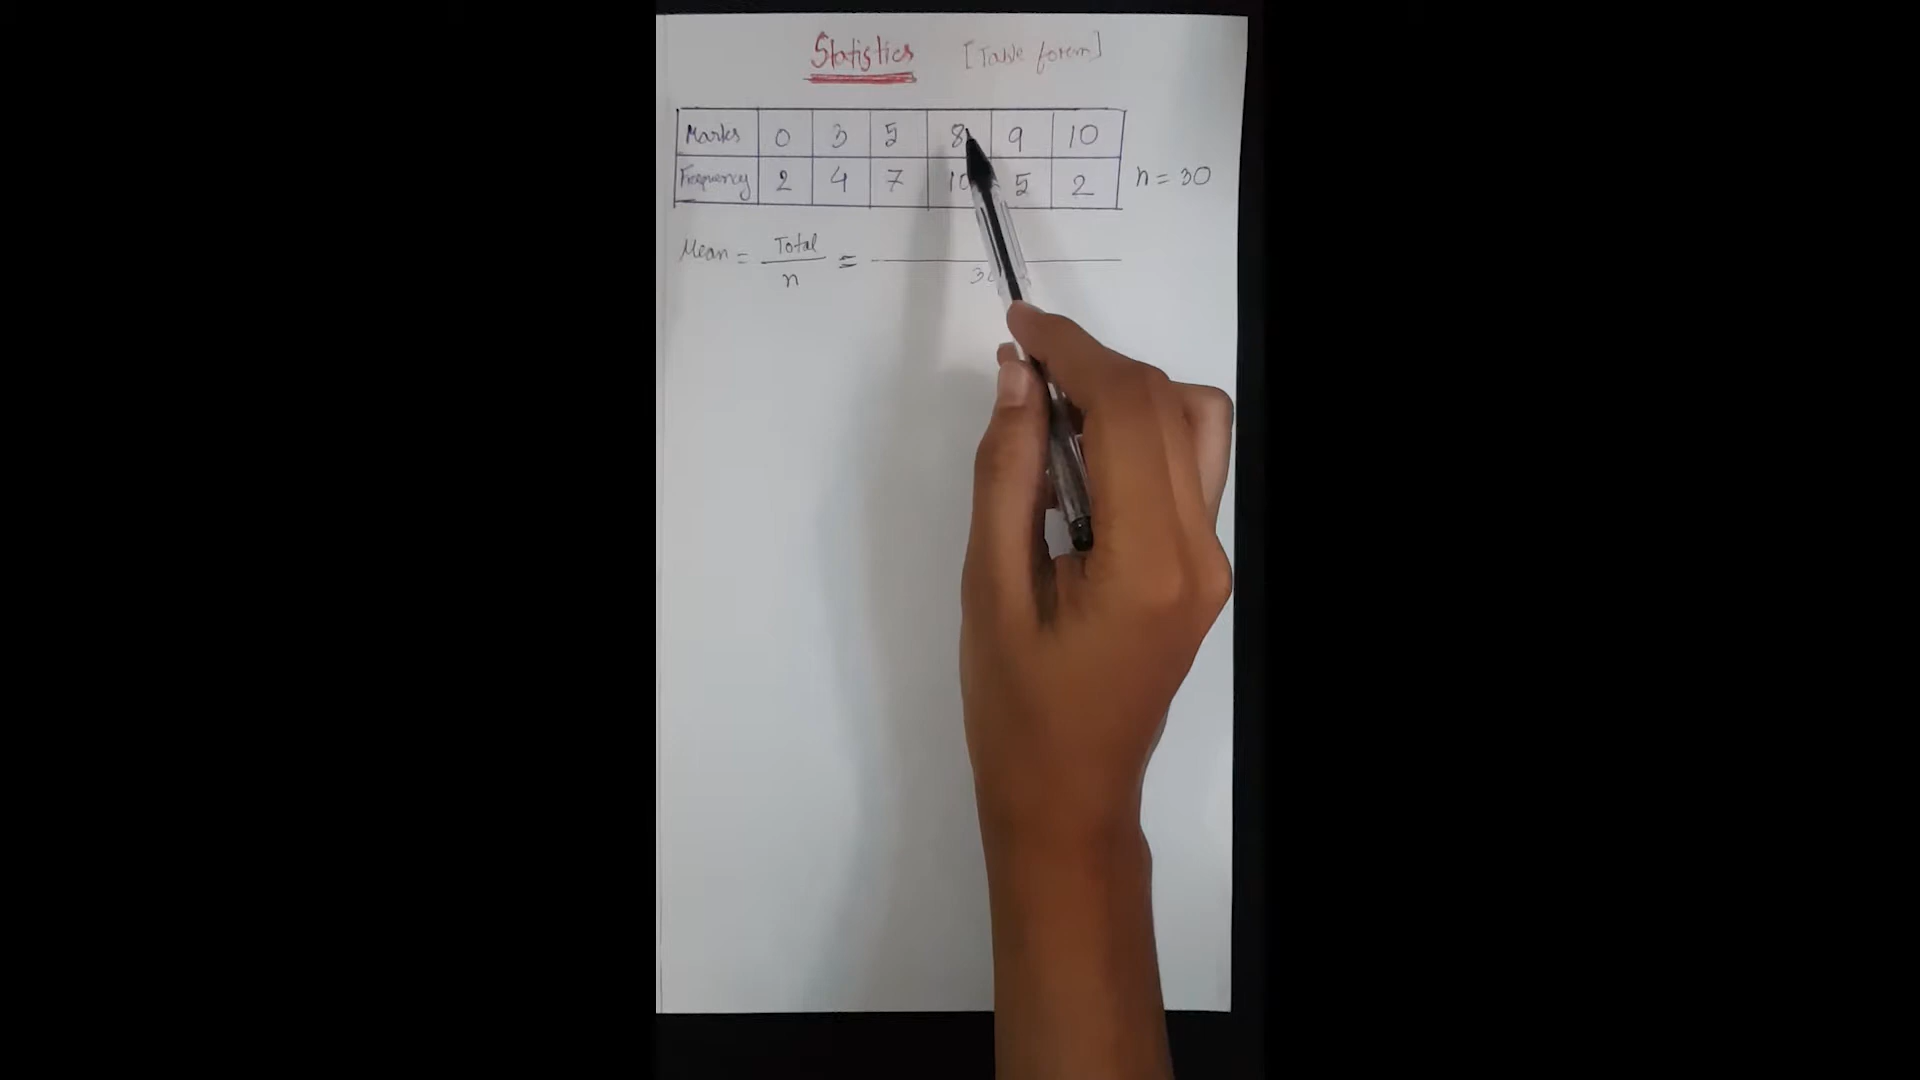 Statistics [Table form]
Marks 0 3 5 8 9 10
Frequency 2 4 7 10 5 2 n = 30
Mean = Total / n =